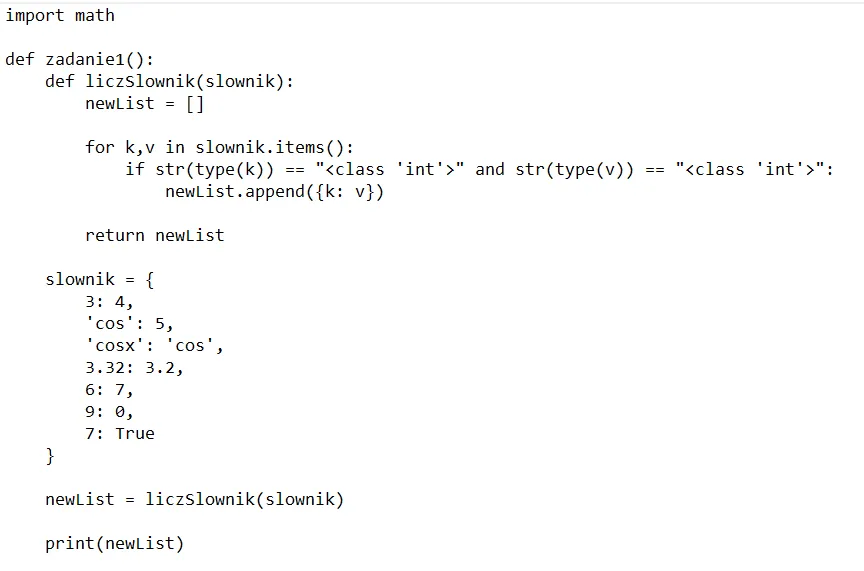 import math
def zadanie1():
    def liczSlownik(slownik):
        newList = []
        for k,v in slownik.items():
            if str(type(k)) == "<class 'int'>" and str(type(v)) == "<class 'int'>":
                newList.append({k: v})
        return newList
    slownik = {
        3: 4,
        'cos': 5,
        'cosx': 'cos',
        3.32: 3.2,
        6: 7,
        9: 0,
        7: True
    }
    newList = liczSlownik(slownik)
    print(newList)